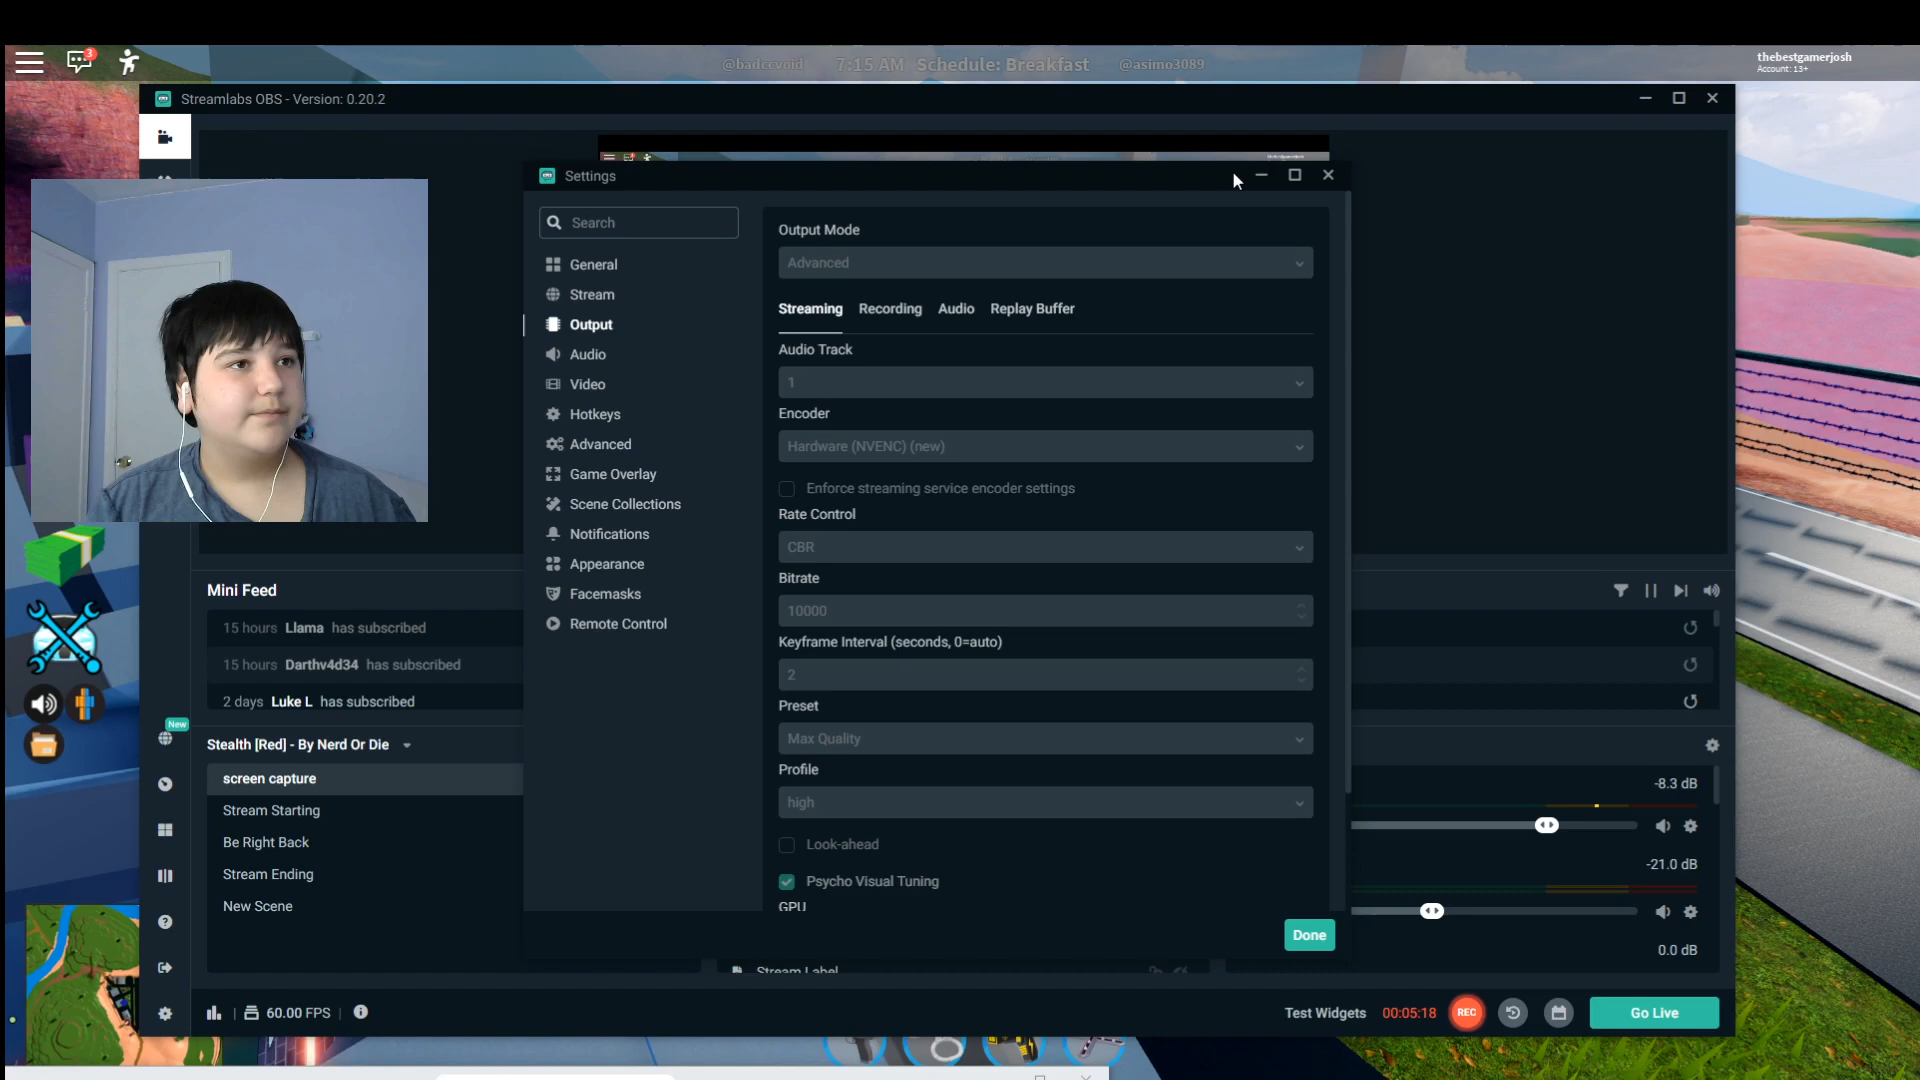 3
@badccvoid 7:15 AM Schedule: Breakfast @asimo3089
thebestgamerjosh
Account: 13+
Streamlabs OBS - Version: 0.20.2
Settings
Search
General
Stream
Output
Audio
Video
Hotkeys
Advanced
Game Overlay
Scene Collections
Notifications
Appearance
Facemasks
Remote Control
Output Mode
Advanced
Streaming Recording Audio Replay Buffer
Audio Track
1
Encoder
Hardware (NVENC) (new)
Enforce streaming service encoder settings
Rate Control
CBR
Bitrate
10000
Keyframe Interval (seconds, 0=auto)
2
Preset
Max Quality
Profile
high
Look-ahead
Psycho Visual Tuning
GPU
Done
Mini Feed
15 hours Llama has subscribed
15 hours Darthv4d34 has subscribed
2 days Luke L has subscribed
New
Stealth [Red] - By Nerd Or Die
screen capture
Stream Starting
Be Right Back
Stream Ending
New Scene
Stream Label
-8.3 dB
-21.0 dB
0.0 dB
60.00 FPS
Test Widgets 00:05:18 REC Go Live